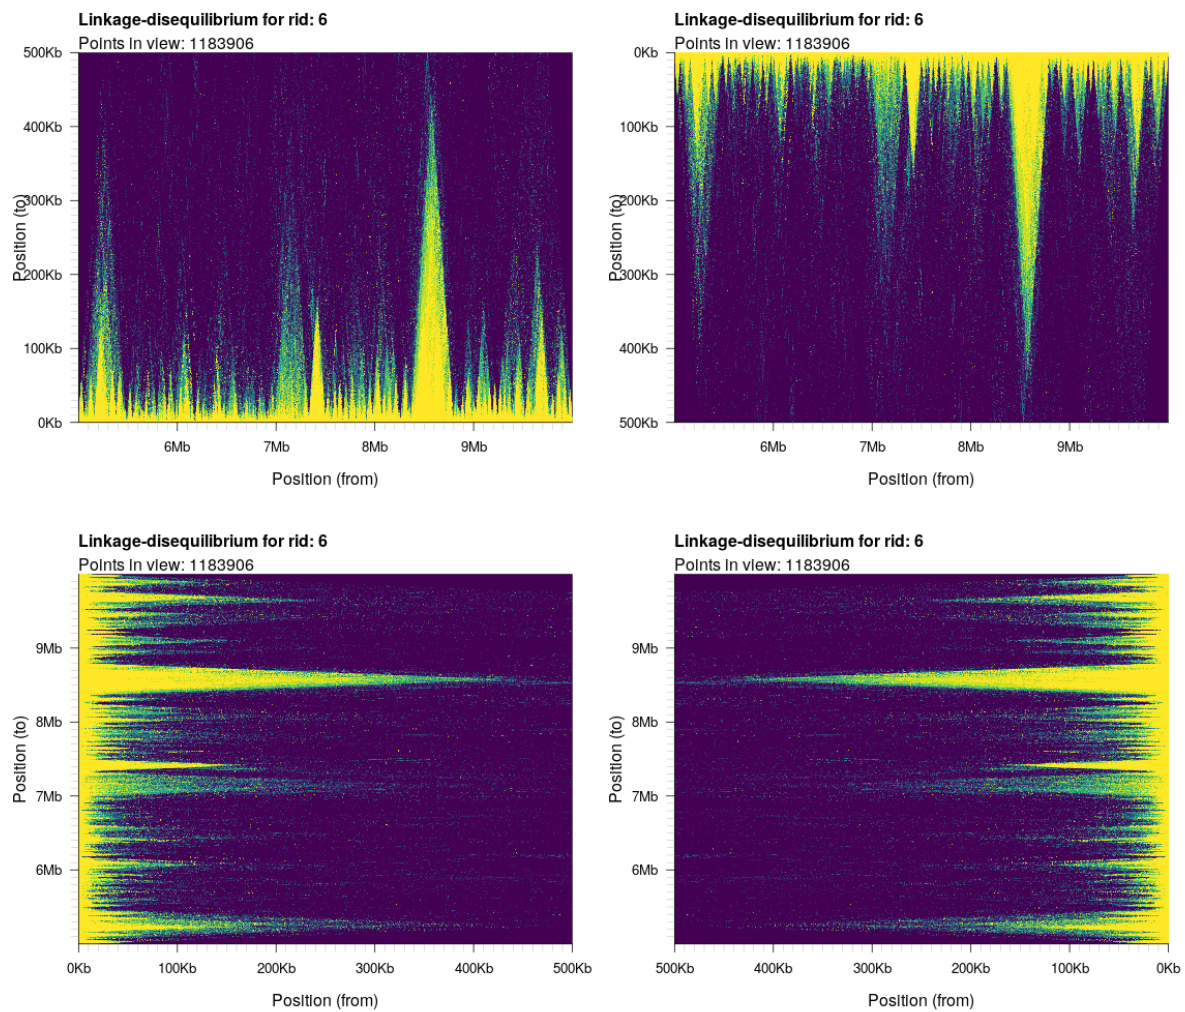 Linkage-disequilibrium for rid: 6
Points in view: 1183906
500Kb
400Kb
300Kb
200Kb
100Kb
0Kb
Position (to)
6Mb 7Mb 8Mb 9Mb
Position (from)
Linkage-disequilibrium for rid: 6
Points in view: 1183906
0Kb
100Kb
200Kb
300Kb
400Kb
500Kb
Position (to)
6Mb 7Mb 8Mb 9Mb
Position (from)
Linkage-disequilibrium for rid: 6
Points in view: 1183906
9Mb
8Mb
7Mb
6Mb
Position (to)
0Kb 100Kb 200Kb 300Kb 400Kb 500Kb
Position (from)
Linkage-disequilibrium for rid: 6
Points in view: 1183906
9Mb
8Mb
7Mb
6Mb
Position (to)
500Kb 400Kb 300Kb 200Kb 100Kb 0Kb
Position (from)